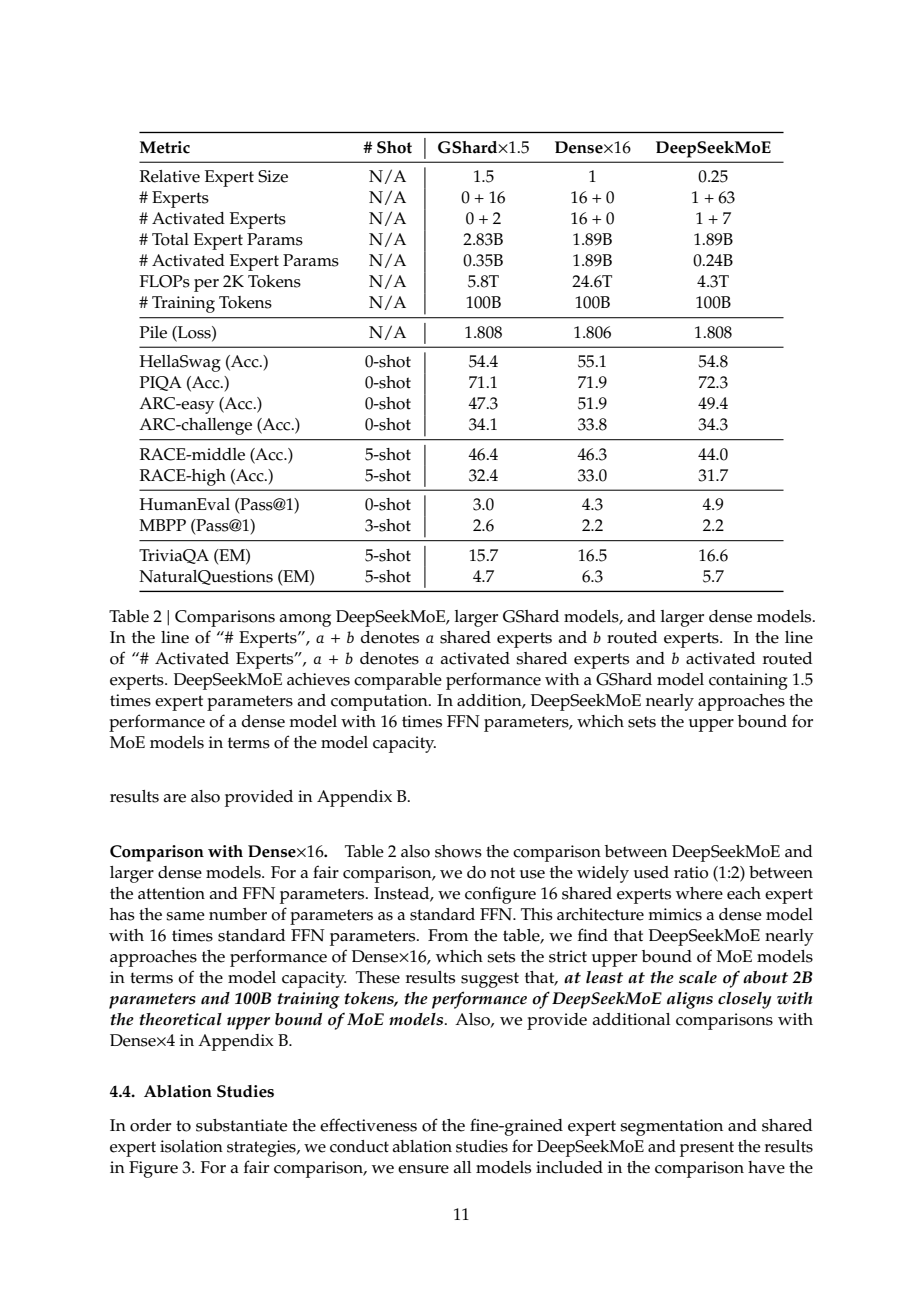 Metric # Shot GShard×1.5 Dense×16 DeepSeekMoE
Relative Expert Size N/A 1.5 1 0.25
# Experts N/A 0 + 16 16 + 0 1 + 63
# Activated Experts N/A 0 + 2 16 + 0 1 + 7
# Total Expert Params N/A 2.83B 1.89B 1.89B
# Activated Expert Params N/A 0.35B 1.89B 0.24B
FLOPs per 2K Tokens N/A 5.8T 24.6T 4.3T
# Training Tokens N/A 100B 100B 100B
Pile (Loss) N/A 1.808 1.806 1.808
HellaSwag (Acc.) 0-shot 54.4 55.1 54.8
PIQA (Acc.) 0-shot 71.1 71.9 72.3
ARC-easy (Acc.) 0-shot 47.3 51.9 49.4
ARC-challenge (Acc.) 0-shot 34.1 33.8 34.3
RACE-middle (Acc.) 5-shot 46.4 46.3 44.0
RACE-high (Acc.) 5-shot 32.4 33.0 31.7
HumanEval (Pass@1) 0-shot 3.0 4.3 4.9
MBPP (Pass@1) 3-shot 2.6 2.2 2.2
TriviaQA (EM) 5-shot 15.7 16.5 16.6
NaturalQuestions (EM) 5-shot 4.7 6.3 5.7
Table 2 | Comparisons among DeepSeekMoE, larger GShard models, and larger dense models.
In the line of “# Experts”, a + b denotes a shared experts and b routed experts. In the line
of “# Activated Experts”, a + b denotes a activated shared experts and b activated routed
experts. DeepSeekMoE achieves comparable performance with a GShard model containing 1.5
times expert parameters and computation. In addition, DeepSeekMoE nearly approaches the
performance of a dense model with 16 times FFN parameters, which sets the upper bound for
MoE models in terms of the model capacity.
results are also provided in Appendix B.
Comparison with Dense×16. Table 2 also shows the comparison between DeepSeekMoE and
larger dense models. For a fair comparison, we do not use the widely used ratio (1:2) between
the attention and FFN parameters. Instead, we configure 16 shared experts where each expert
has the same number of parameters as a standard FFN. This architecture mimics a dense model
with 16 times standard FFN parameters. From the table, we find that DeepSeekMoE nearly
approaches the performance of Dense×16, which sets the strict upper bound of MoE models
in terms of the model capacity. These results suggest that, at least at the scale of about 2B
parameters and 100B training tokens, the performance of DeepSeekMoE aligns closely with
the theoretical upper bound of MoE models. Also, we provide additional comparisons with
Dense×4 in Appendix B.
4.4. Ablation Studies
In order to substantiate the effectiveness of the fine-grained expert segmentation and shared
expert isolation strategies, we conduct ablation studies for DeepSeekMoE and present the results
in Figure 3. For a fair comparison, we ensure all models included in the comparison have the
11